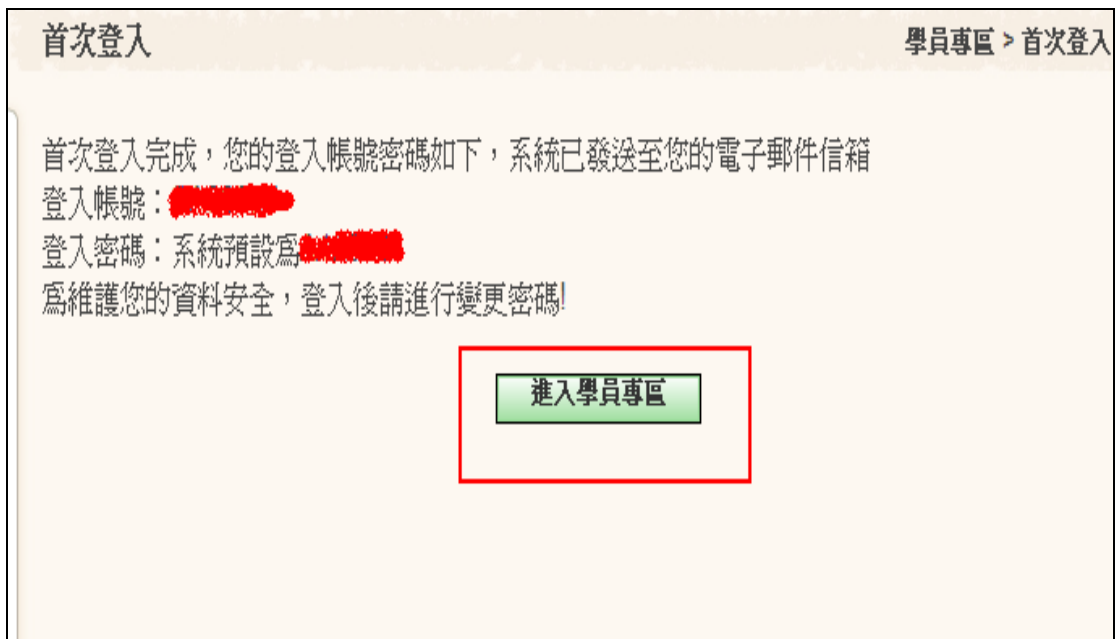 首次登入
學員專區 > 首次登入
首次登入完成，您的登入帳號密碼如下，系統已發送至您的電子郵件信箱
登入帳號：
登入密碼：系統預設為
為維護您的資料安全，登入後請進行變更密碼!
進入學員專區